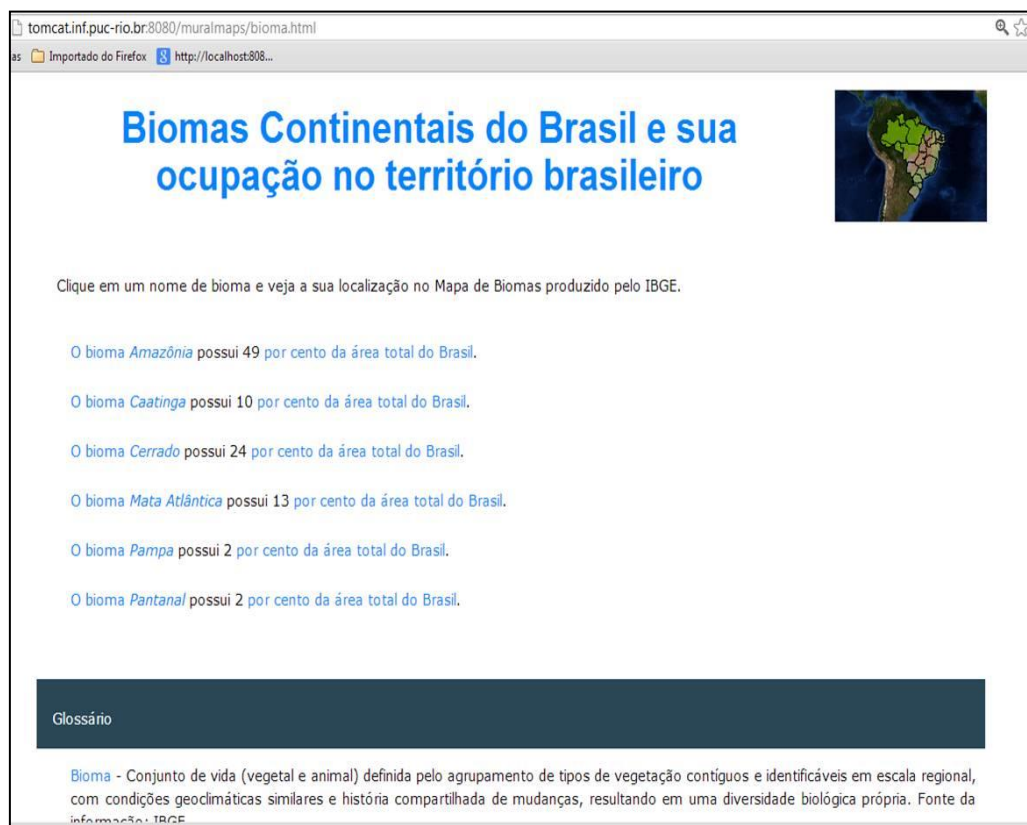 tomcat.inf.puc-rio.br:8080/muralmaps/bioma.html
as Importado do Firefox 8 http://localhost:808...
Biomas Continentais do Brasil e sua
ocupação no território brasileiro
Clique em um nome de bioma e veja a sua localização no Mapa de Biomas produzido pelo IBGE.
O bioma Amazônia possui 49 por cento da área total do Brasil.
O bioma Caatinga possui 10 por cento da área total do Brasil.
O bioma Cerrado possui 24 por cento da área total do Brasil.
O bioma Mata Atlântica possui 13 por cento da área total do Brasil.
O bioma Pampa possui 2 por cento da área total do Brasil.
O bioma Pantanal possui 2 por cento da área total do Brasil.
Glossário
Bioma - Conjunto de vida (vegetal e animal) definida pelo agrupamento de tipos de vegetação contíguos e identificáveis em escala regional,
com condições geoclimáticas similares e história compartilhada de mudanças, resultando em uma diversidade biológica própria. Fonte da
informação: IBGE